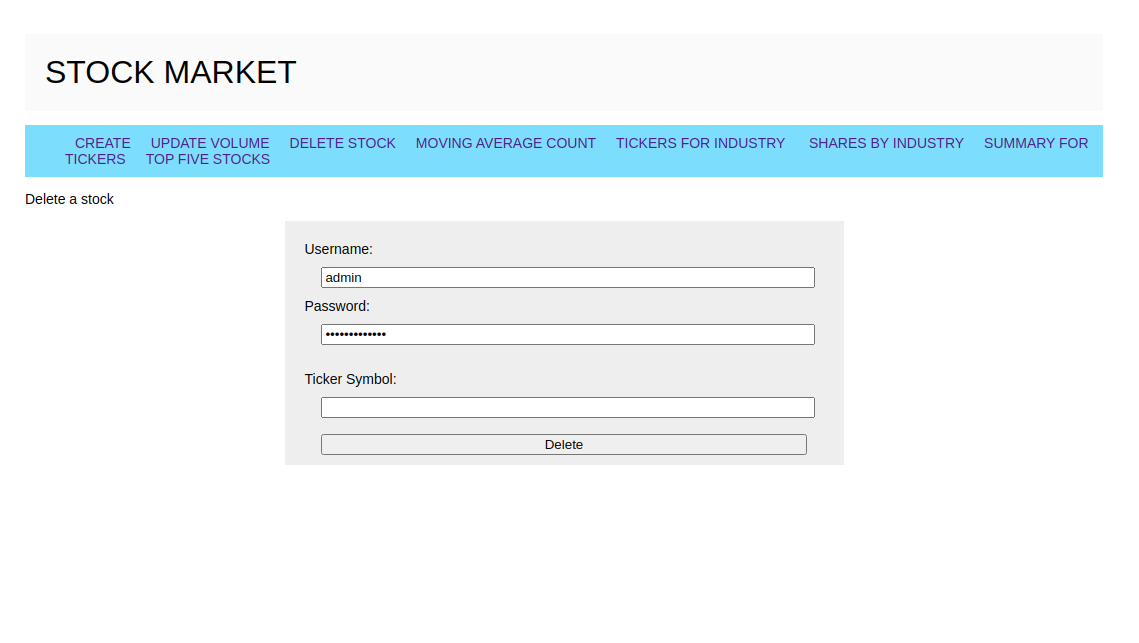 STOCK MARKET
CREATE UPDATE VOLUME DELETE STOCK MOVING AVERAGE COUNT TICKERS FOR INDUSTRY SHARES BY INDUSTRY SUMMARY FOR
TICKERS TOP FIVE STOCKS
Delete a stock
Username:
admin
Password:
•••••••••••••
Ticker Symbol:
Delete